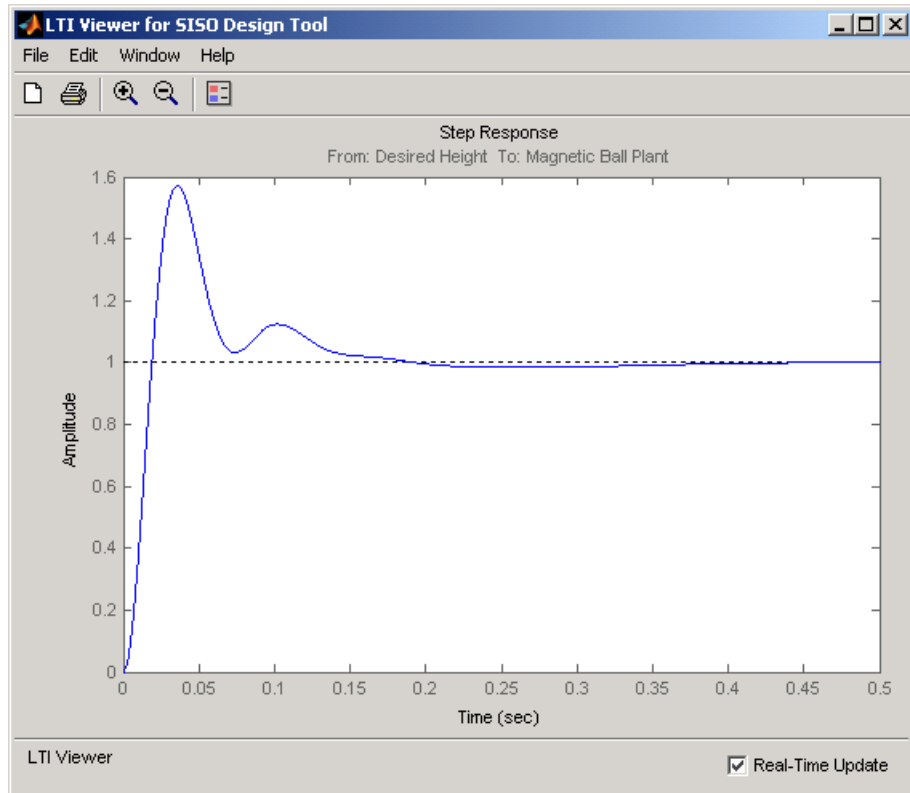 LTI Viewer for SISO Design Tool
File Edit Window Help
Step Response
From: Desired Height To: Magnetic Ball Plant
1.6
1.4
1.2
1
0.8
0.6
0.4
0.2
0
Amplitude
0 0.05 0.1 0.15 0.2 0.25 0.3 0.35 0.4 0.45 0.5
Time (sec)
LTI Viewer
Real-Time Update